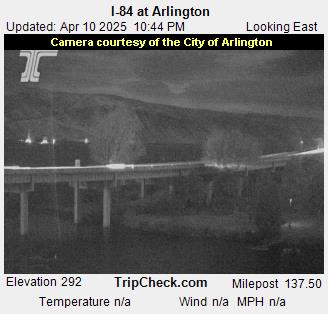 I-84 at Arlington
Updated: Apr 10 2025 10:44 PM Looking East
Camera courtesy of the City of Arlington
Elevation 292 TripCheck.com Milepost 137.50
Temperature n/a Wind n/a MPH n/a